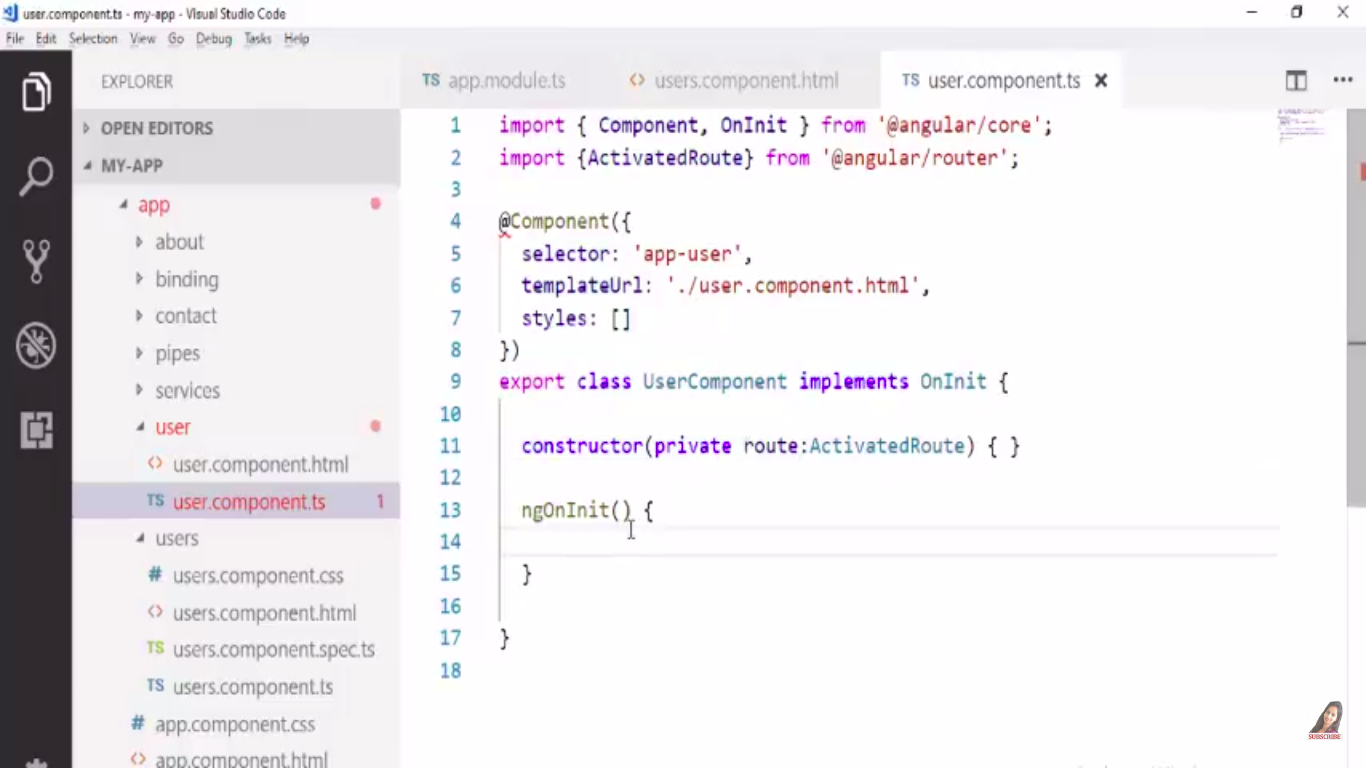 user.component.ts - my-app - Visual Studio Code
File Edit Selection View Go Debug Tasks Help
EXPLORER
OPEN EDITORS
MY-APP
app
about
binding
contact
pipes
services
user
<> user.component.html
TS user.component.ts 1
users
# users.component.css
<> users.component.html
TS users.component.spec.ts
TS users.component.ts
# app.component.css
<> app.component.html
TS app.module.ts <> users.component.html TS user.component.ts
1 import { Component, OnInit } from '@angular/core';
2 import {ActivatedRoute} from '@angular/router';
3
4 @Component({
5 selector: 'app-user',
6 templateUrl: './user.component.html',
7 styles: []
8 })
9 export class UserComponent implements OnInit {
10
11 constructor(private route:ActivatedRoute) { }
12
13 ngOnInit() {
14
15 }
16
17 }
18
SUBSCRIBE